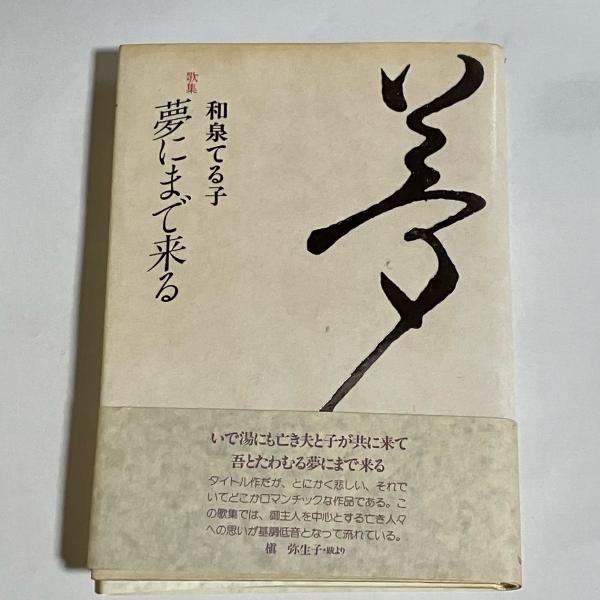 夢
歌集
和泉てる子
夢にまで来る
いで湯にも亡き夫と子が共に来て
吾とたわむる夢にまで来る
タイトル作だが、とにかく悲しい、それで
いてどこかロマンチックな作品である。こ
の歌集では、御主人を中心とする亡き人々
への思いが基調低音となって流れている。
槇 弥生子・跋より